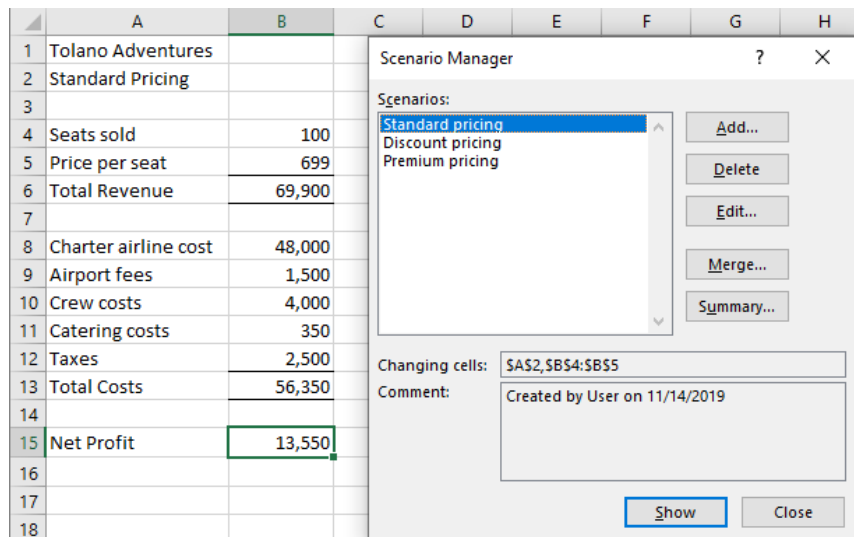 A B C D E F G H
1 Tolano Adventures
2 Standard Pricing
3
4 Seats sold 100
5 Price per seat 699
6 Total Revenue 69,900
7
8 Charter airline cost 48,000
9 Airport fees 1,500
10 Crew costs 4,000
11 Catering costs 350
12 Taxes 2,500
13 Total Costs 56,350
14
15 Net Profit 13,550
16
17
18
Scenario Manager ? X
Scenarios:
Standard pricing
Discount pricing
Premium pricing
Add...
Delete
Edit...
Merge...
Summary...
Changing cells: $A$2,$B$4:$B$5
Comment: Created by User on 11/14/2019
Show Close